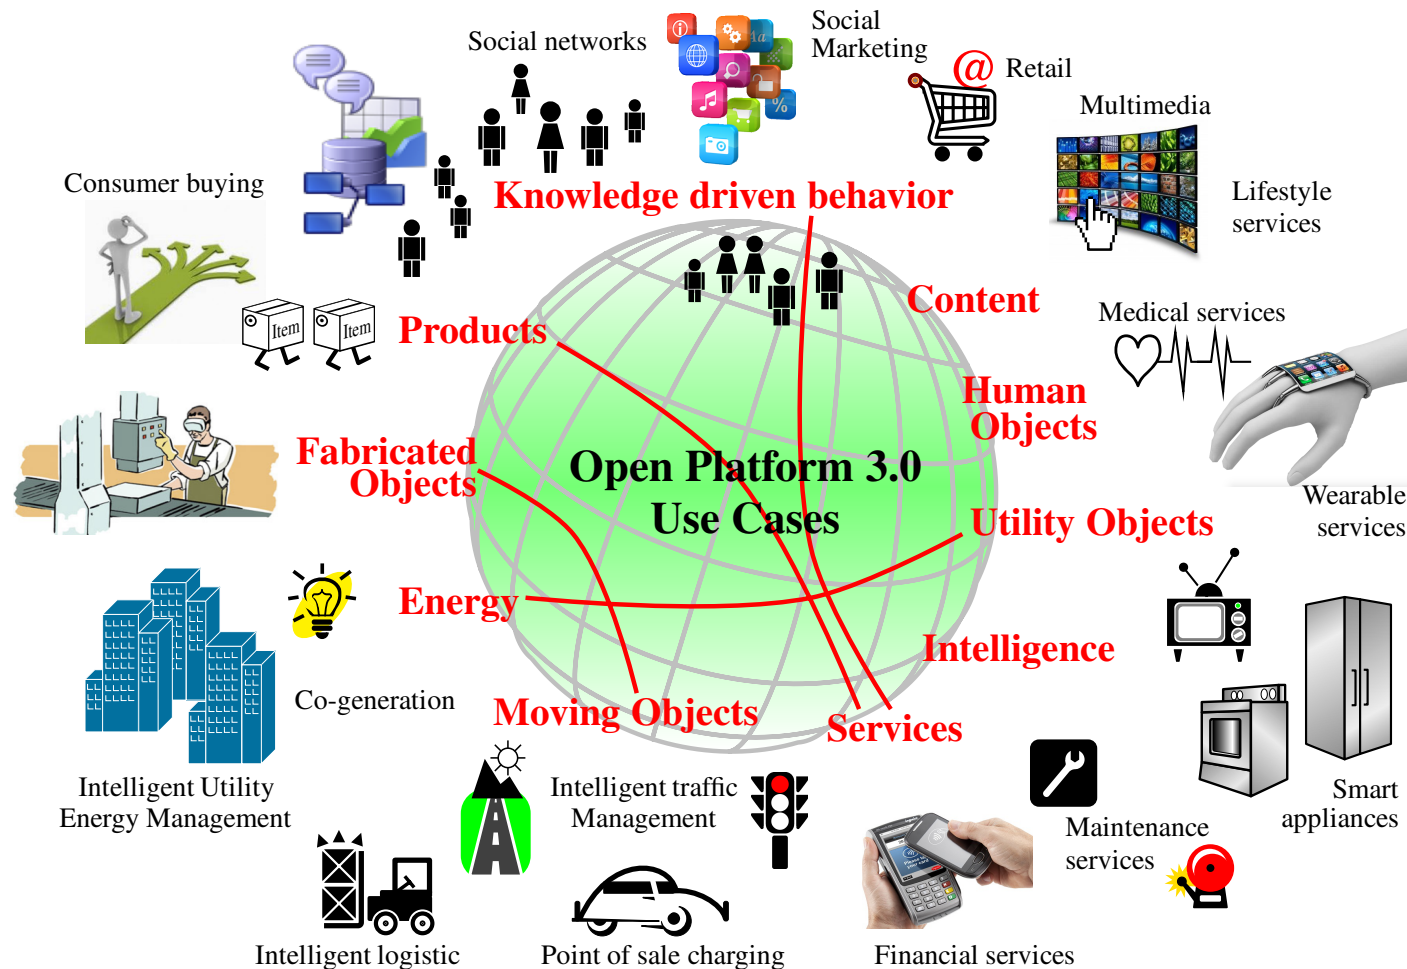 Social networks
Social
Marketing
@ Retail
Multimedia
Consumer buying
Lifestyle
services
Knowledge driven behavior
Content
Medical services
Item
Item
Products
Human
Objects
Fabricated
Objects
Open Platform 3.0
Use Cases
Wearable
services
Utility Objects
Energy
Intelligence
Co-generation
Moving Objects
Services
Intelligent Utility
Energy Management
Intelligent traffic
Management
Smart
appliances
Maintenance
services
Intelligent logistic
Point of sale charging
Financial services